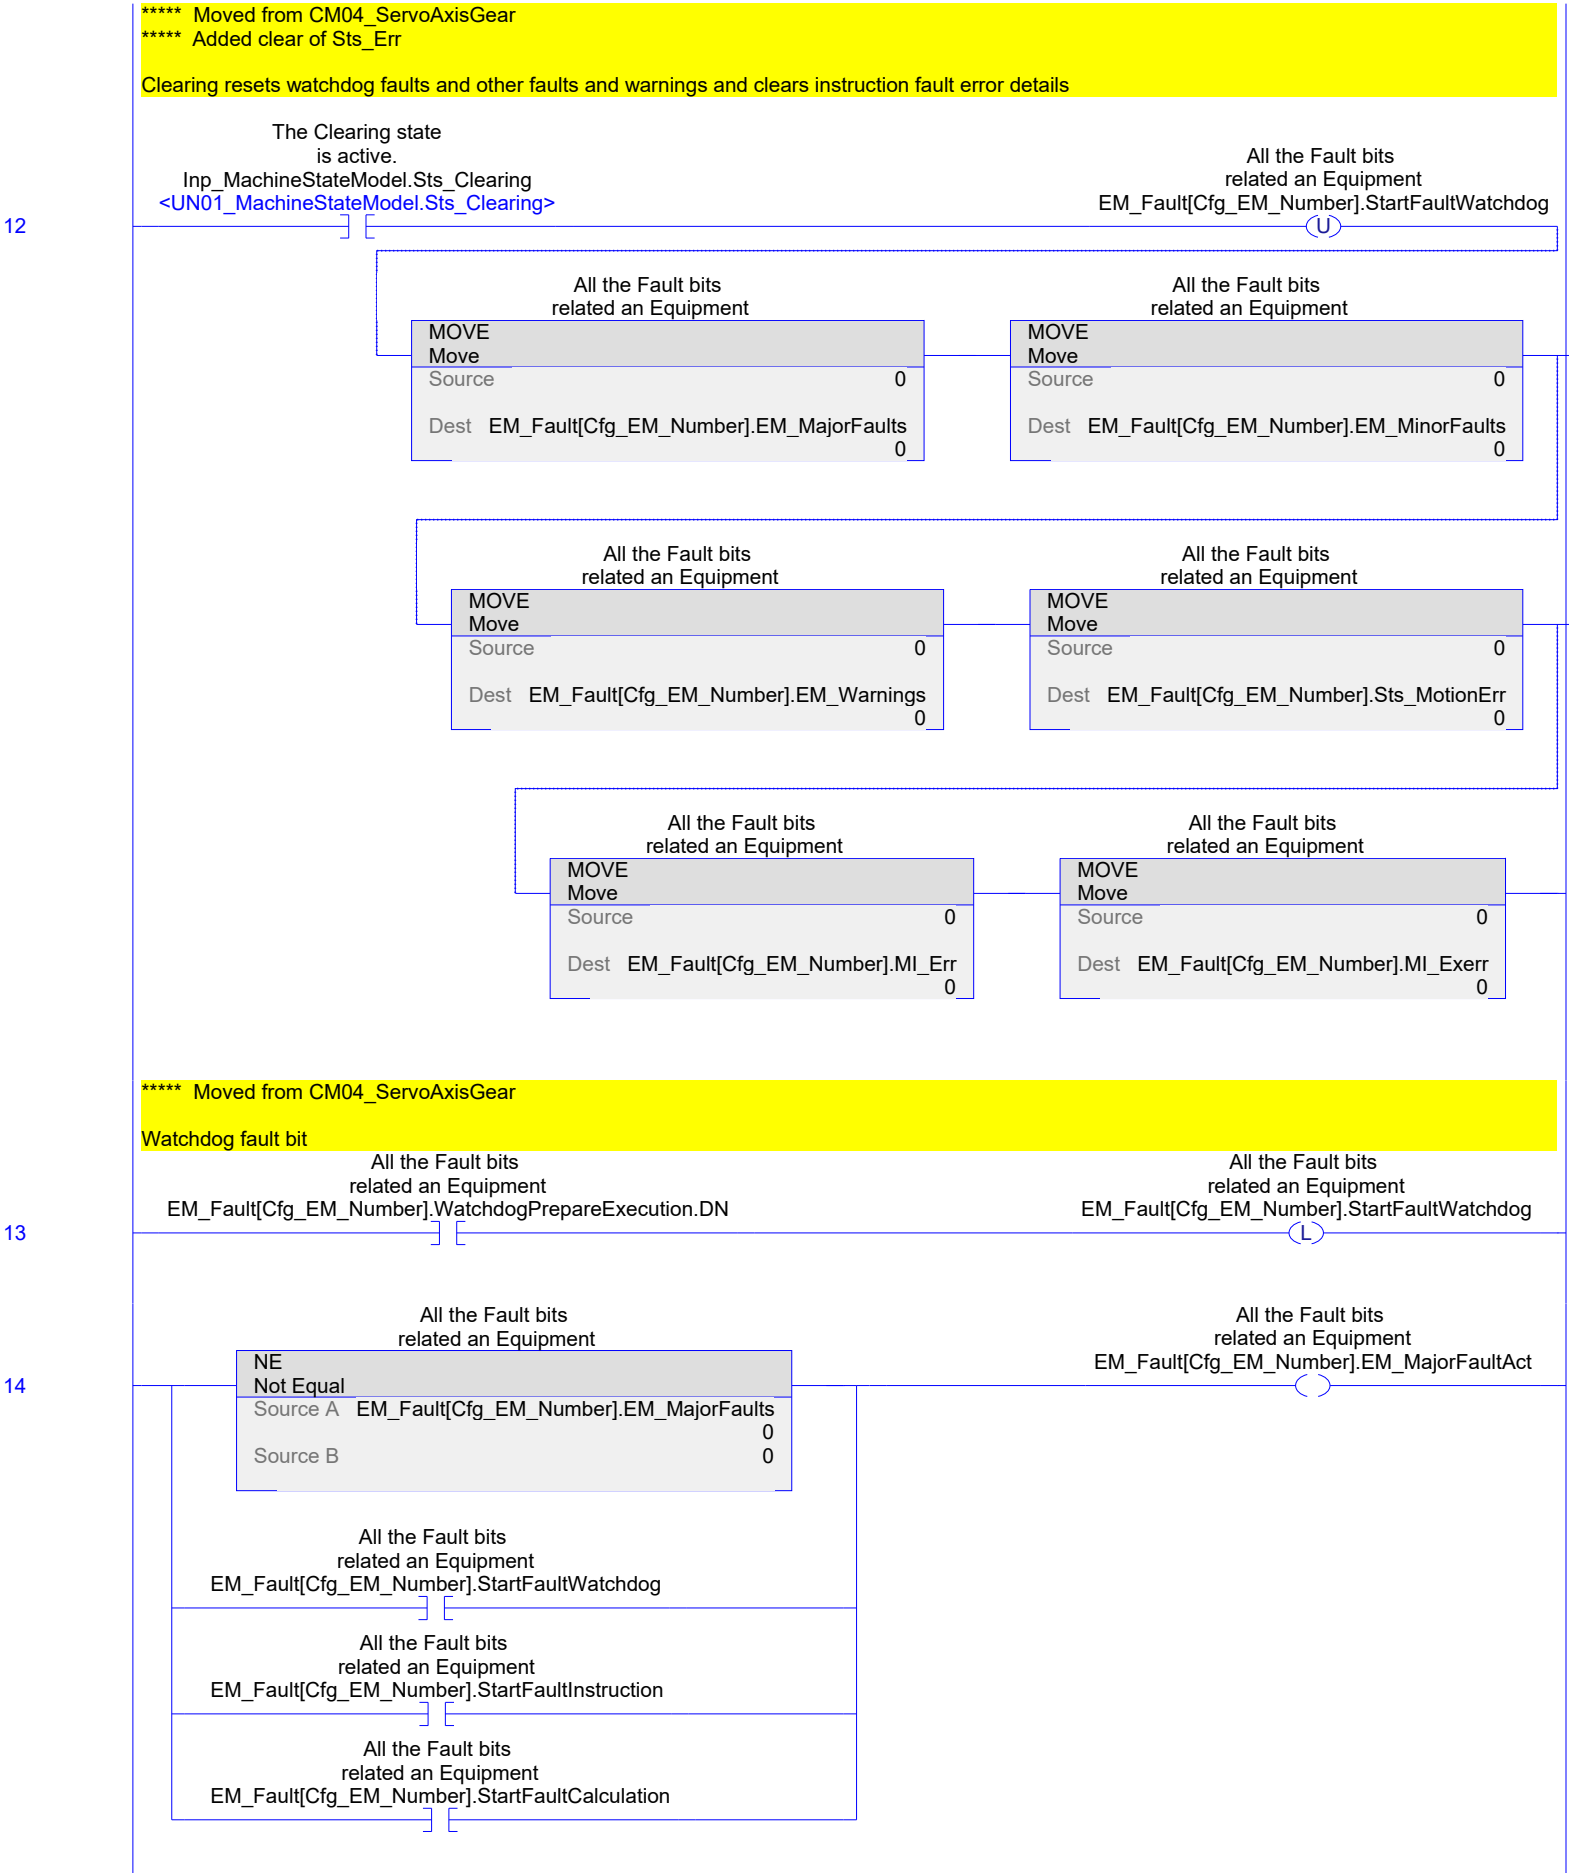 ***** Moved from CM04_ServoAxisGear
***** Added clear of Sts_Err
Clearing resets watchdog faults and other faults and warnings and clears instruction fault error details
The Clearing state
is active.
Inp_MachineStateModel.Sts_Clearing
<UN01_MachineStateModel.Sts_Clearing>
All the Fault bits
related an Equipment
EM_Fault[Cfg_EM_Number].StartFaultWatchdog
12
U
All the Fault bits
related an Equipment
MOVE
Move
Source 0
Dest EM_Fault[Cfg_EM_Number].EM_MajorFaults
0
All the Fault bits
related an Equipment
MOVE
Move
Source 0
Dest EM_Fault[Cfg_EM_Number].EM_MinorFaults
0
All the Fault bits
related an Equipment
MOVE
Move
Source 0
Dest EM_Fault[Cfg_EM_Number].EM_Warnings
0
All the Fault bits
related an Equipment
MOVE
Move
Source 0
Dest EM_Fault[Cfg_EM_Number].Sts_MotionErr
0
All the Fault bits
related an Equipment
MOVE
Move
Source 0
Dest EM_Fault[Cfg_EM_Number].MI_Err
0
All the Fault bits
related an Equipment
MOVE
Move
Source 0
Dest EM_Fault[Cfg_EM_Number].MI_Exerr
0
***** Moved from CM04_ServoAxisGear
Watchdog fault bit
All the Fault bits
related an Equipment
EM_Fault[Cfg_EM_Number].WatchdogPrepareExecution.DN
All the Fault bits
related an Equipment
EM_Fault[Cfg_EM_Number].StartFaultWatchdog
13
L
All the Fault bits
related an Equipment
NE
Not Equal
Source A EM_Fault[Cfg_EM_Number].EM_MajorFaults
0
Source B 0
All the Fault bits
related an Equipment
EM_Fault[Cfg_EM_Number].EM_MajorFaultAct
14
All the Fault bits
related an Equipment
EM_Fault[Cfg_EM_Number].StartFaultWatchdog
All the Fault bits
related an Equipment
EM_Fault[Cfg_EM_Number].StartFaultInstruction
All the Fault bits
related an Equipment
EM_Fault[Cfg_EM_Number].StartFaultCalculation